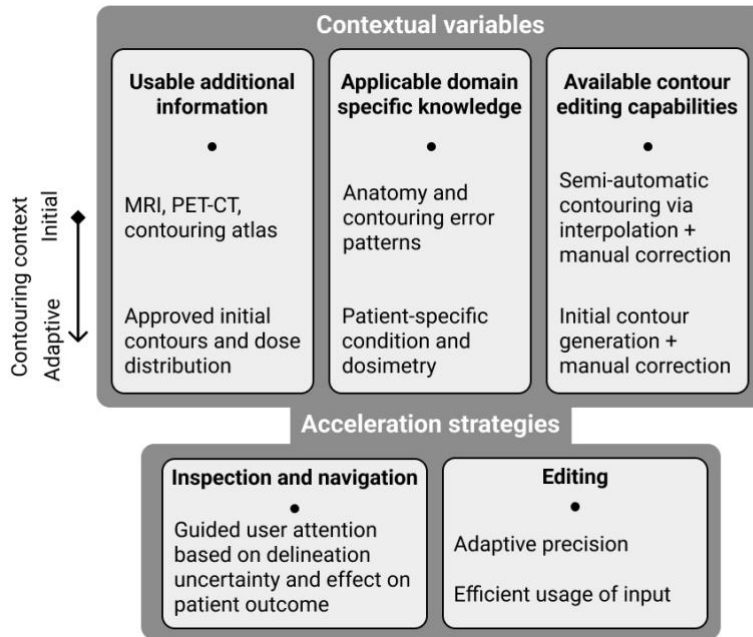 Contextual variables
Usable additional
information
•
MRI, PET-CT,
contouring atlas
Approved initial
contours and dose
distribution
Applicable domain
specific knowledge
•
Anatomy and
contouring error
patterns
Patient-specific
condition and
dosimetry
Available contour
editing capabilities
•
Semi-automatic
contouring via
interpolation +
manual correction
Initial contour
generation +
manual correction
Contouring context
Initial
Adaptive
Acceleration strategies
Inspection and navigation
•
Guided user attention
based on delineation
uncertainty and effect on
patient outcome
Editing
•
Adaptive precision
Efficient usage of input